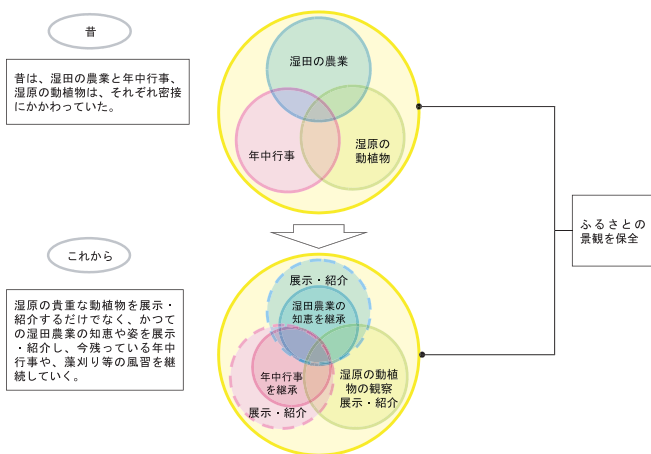 昔
昔は、湿田の農業と年中行事、
湿原の動植物は、それぞれ密接
にかかわっていた。
湿田の農業
年中行事
湿原の
動植物
ふるさとの
景観を保全
これから
湿原の貴重な動植物を展示・
紹介するだけでなく、かつて
の湿田農業の知恵や姿を展示
・紹介し、今残っている年中
行事や、藻刈り等の風習を継
続していく。
展示・紹介
湿田農業の
知恵を継承
年中行事
を継承
展示・紹介
湿原の動植
物の観察
展示・紹介